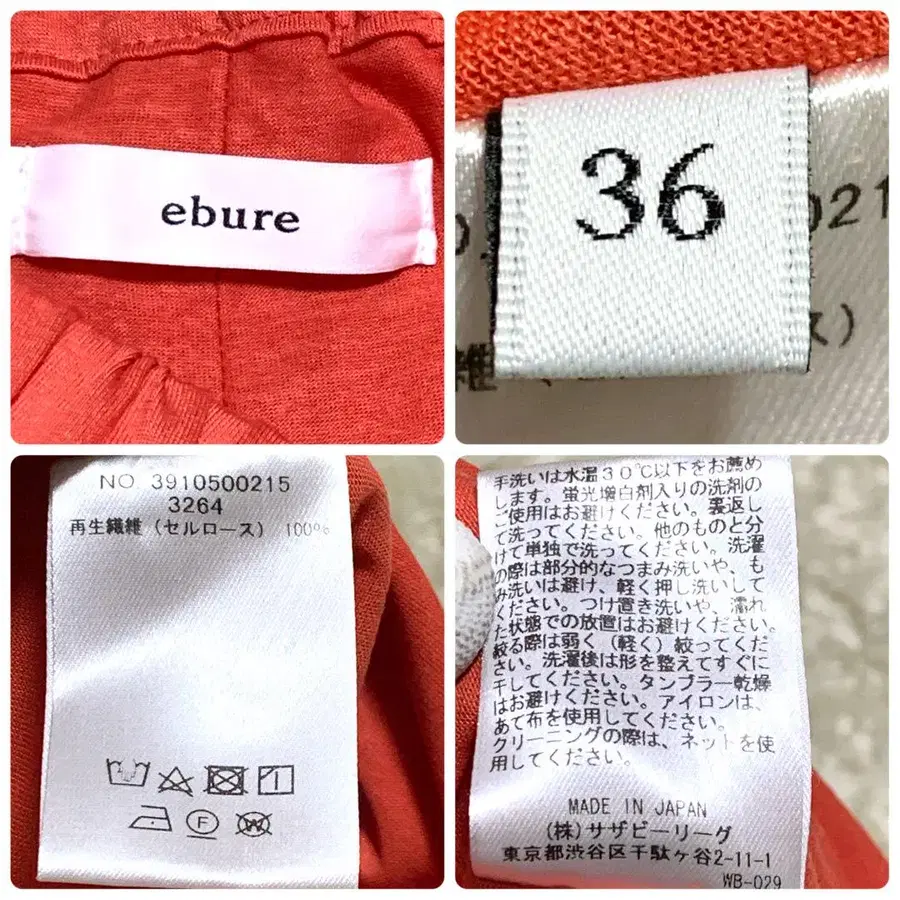 ebure
36
021
ス)
NO. 3910500215
3264
再生繊維 (セルロース) 100%
手洗いは水温30℃以下をお薦め
します。蛍光増白剤入りの洗剤の
ご使用はお避けください。裏返し
て洗ってください。他のものと分
けて単独で洗ってください。洗濯
の際は部分的なつまみ洗いや、も
み洗いは避け、軽く押し洗いして
ください。つけ置き洗いや、濡れ
た状態での放置はお避けください。
絞る際は弱く(軽く)絞ってくだ
さい。洗濯後は形を整えてすぐに
干してください。タンブラー乾燥
はお避けください。アイロンは、
あて布を使用してください。
クリーニングの際は、ネットを使
用してください。
MADE IN JAPAN
(株) サザビーリーグ
東京都渋谷区千駄ヶ谷2-11-1
WB-029
F
W